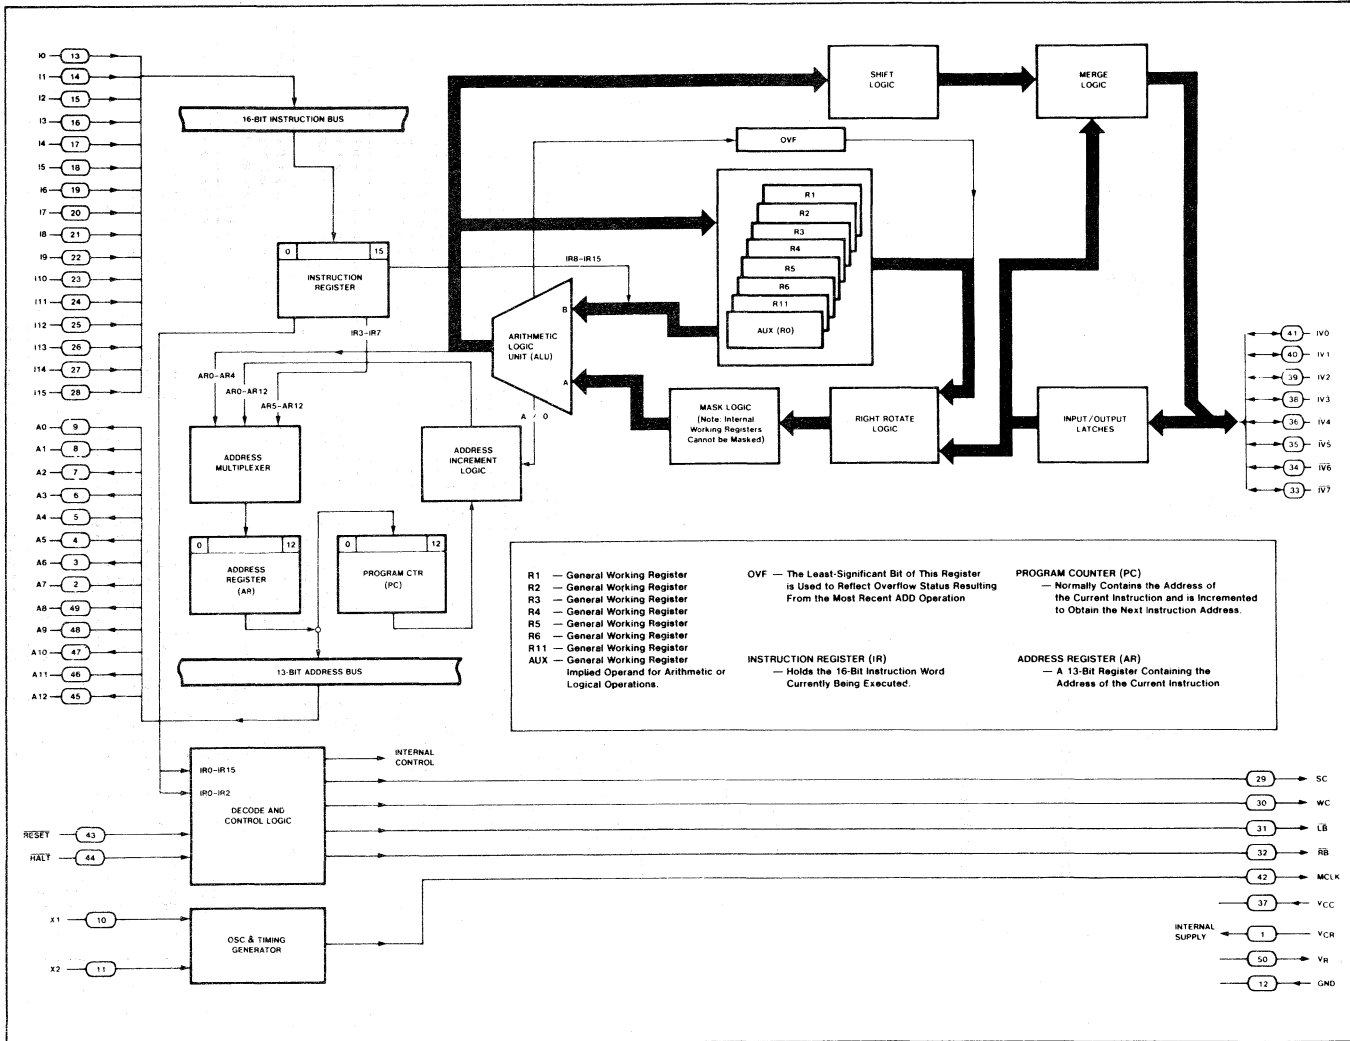 I0 13
I1 14
I2 15
I3 16
I4 17
I5 18
I6 19
I7 20
I8 21
I9 22
I10 23
I11 24
I12 25
I13 26
I14 27
I15 28
A0 9
A1 8
A2 7
A3 6
A4 5
A5 4
A6 3
A7 2
A8 49
A9 48
A10 47
A11 46
A12 45
RESET 43
HALT 44
X1 10
X2 11
16-BIT INSTRUCTION BUS
0 15
INSTRUCTION
REGISTER
IR8-IR15
IR3-IR7
AR0-AR4
AR0-AR12
AR5-AR12
ADDRESS
MULTIPLEXER
0 12
ADDRESS
REGISTER
(AR)
0 12
PROGRAM CTR
(PC)
ADDRESS
INCREMENT
LOGIC
A / 0
13-BIT ADDRESS BUS
ARITHMETIC
LOGIC
UNIT (ALU)
B
A
SHIFT
LOGIC
MERGE
LOGIC
OVF
R1
R2
R3
R4
R5
R6
R11
AUX (R0)
MASK LOGIC
(Note: Internal
Working Registers
Cannot be Masked)
RIGHT ROTATE
LOGIC
INPUT/OUTPUT
LATCHES
41 IV0
40 IV1
39 IV2
38 IV3
36 IV4
35 IV5
34 IV6
33 IV7
R1 — General Working Register
R2 — General Working Register
R3 — General Working Register
R4 — General Working Register
R5 — General Working Register
R6 — General Working Register
R11 — General Working Register
AUX — General Working Register
Implied Operand for Arithmetic or
Logical Operations.
OVF — The Least-Significant Bit of This Register
is Used to Reflect Overflow Status Resulting
From the Most Recent ADD Operation
INSTRUCTION REGISTER (IR)
— Holds the 16-Bit Instruction Word
Currently Being Executed.
PROGRAM COUNTER (PC)
— Normally Contains the Address of
the Current Instruction and is Incremented
to Obtain the Next Instruction Address.
ADDRESS REGISTER (AR)
— A 13-Bit Register Containing the
Address of the Current Instruction
IR0-IR15
IR0-IR2
DECODE AND
CONTROL LOGIC
INTERNAL
CONTROL
OSC & TIMING
GENERATOR
29 SC
30 WC
31 LB
32 RB
42 MCLK
37 VCC
INTERNAL
SUPPLY
1 VCR
50 VR
12 GND